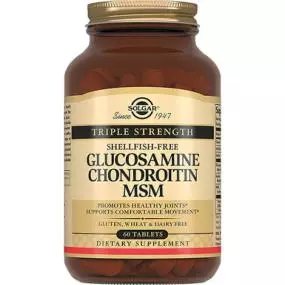 SOLGAR®
Since 1947
TRIPLE STRENGTH
SHELLFISH-FREE
GLUCOSAMINE
CHONDROITIN
MSM
PROMOTES HEALTHY JOINTS*
SUPPORTS COMFORTABLE MOVEMENT*
GLUTEN, WHEAT & DAIRY FREE
60 TABLETS
DIETARY SUPPLEMENT